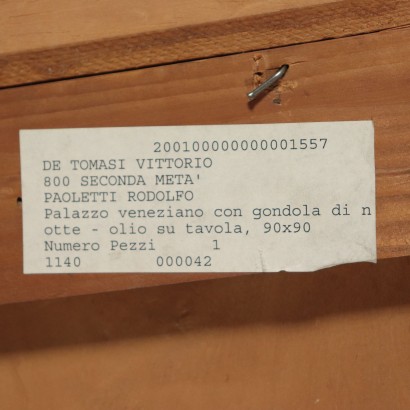 200100000000001557
DE TOMASI VITTORIO
800 SECONDA META'
PAOLETTI RODOLFO
Palazzo veneziano con gondola di n
otte - olio su tavola, 90x90
Numero Pezzi 1
1140 000042